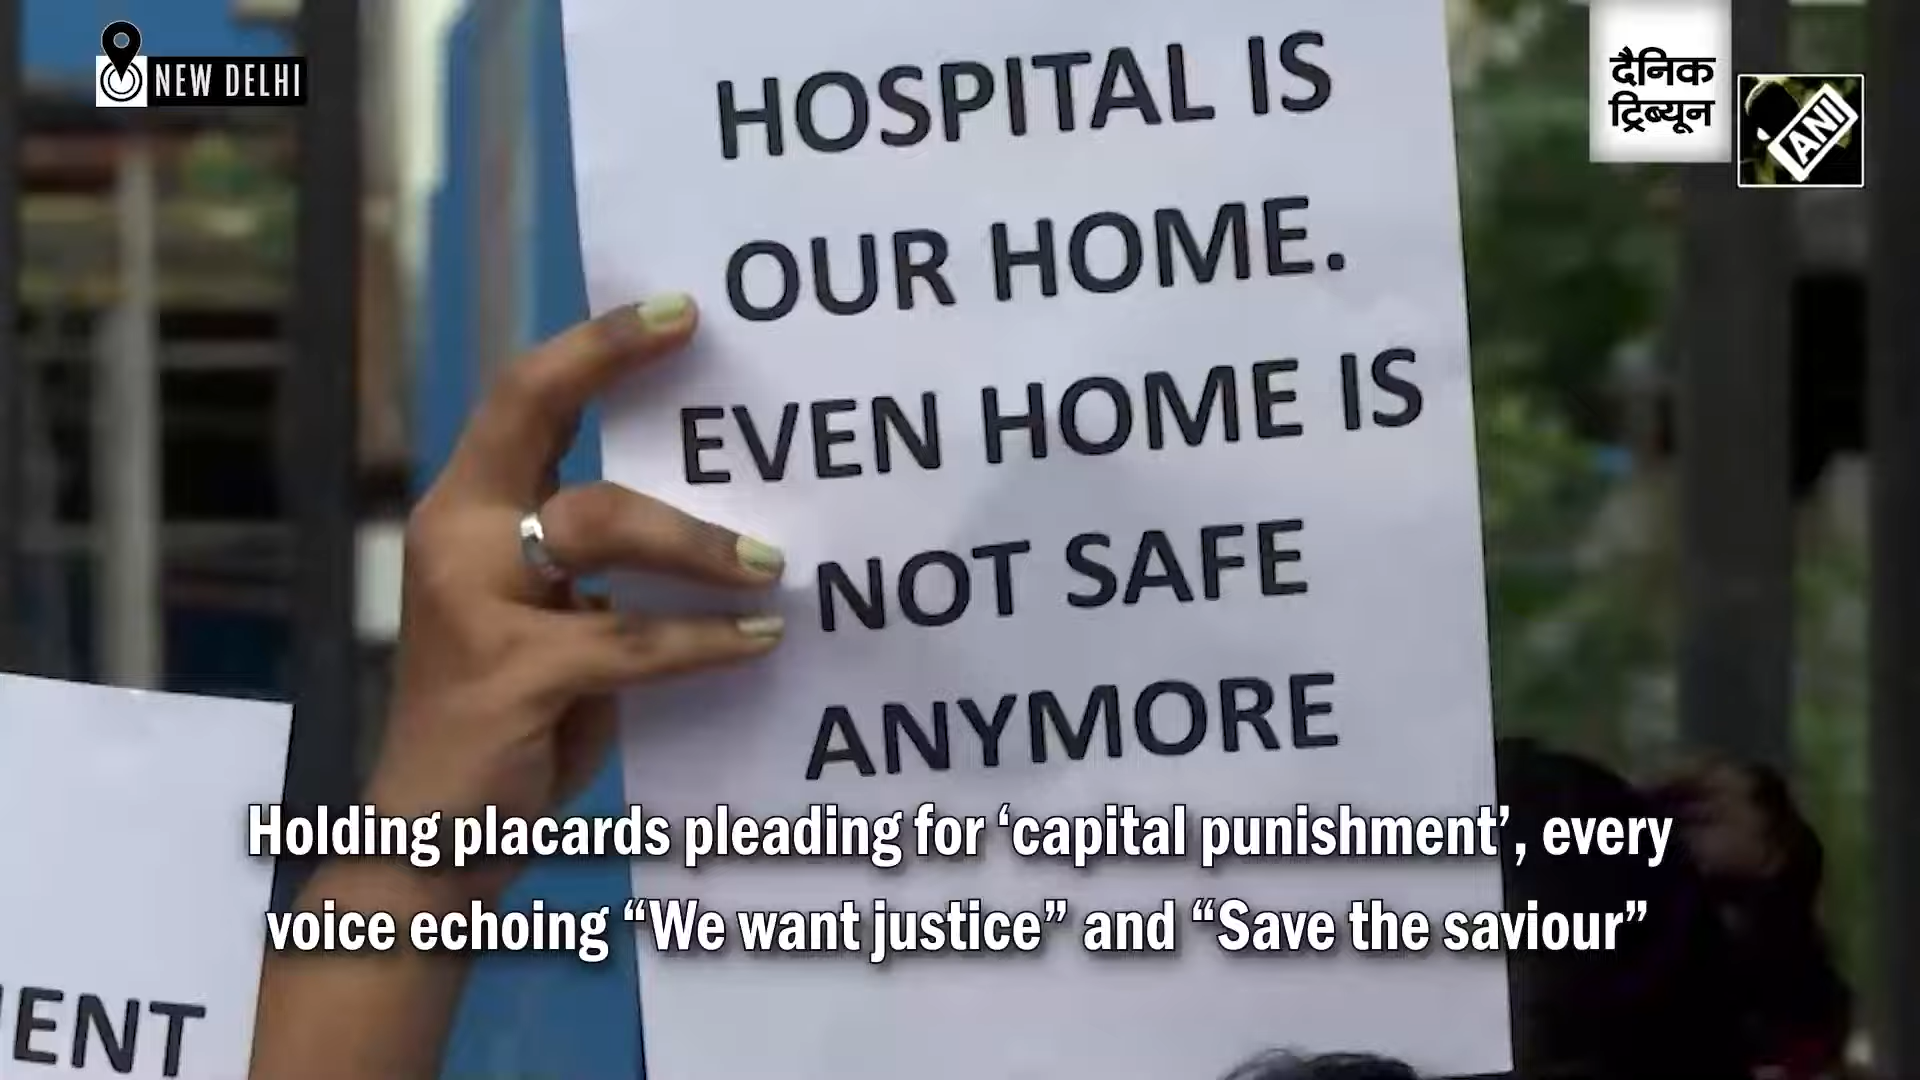 NEW DELHI
दैनिक
ट्रिब्यून
ANI
HOSPITAL IS
OUR HOME.
EVEN HOME IS
NOT SAFE
ANYMORE
Holding placards pleading for ‘capital punishment’, every
voice echoing “We want justice” and “Save the saviour”
ENT